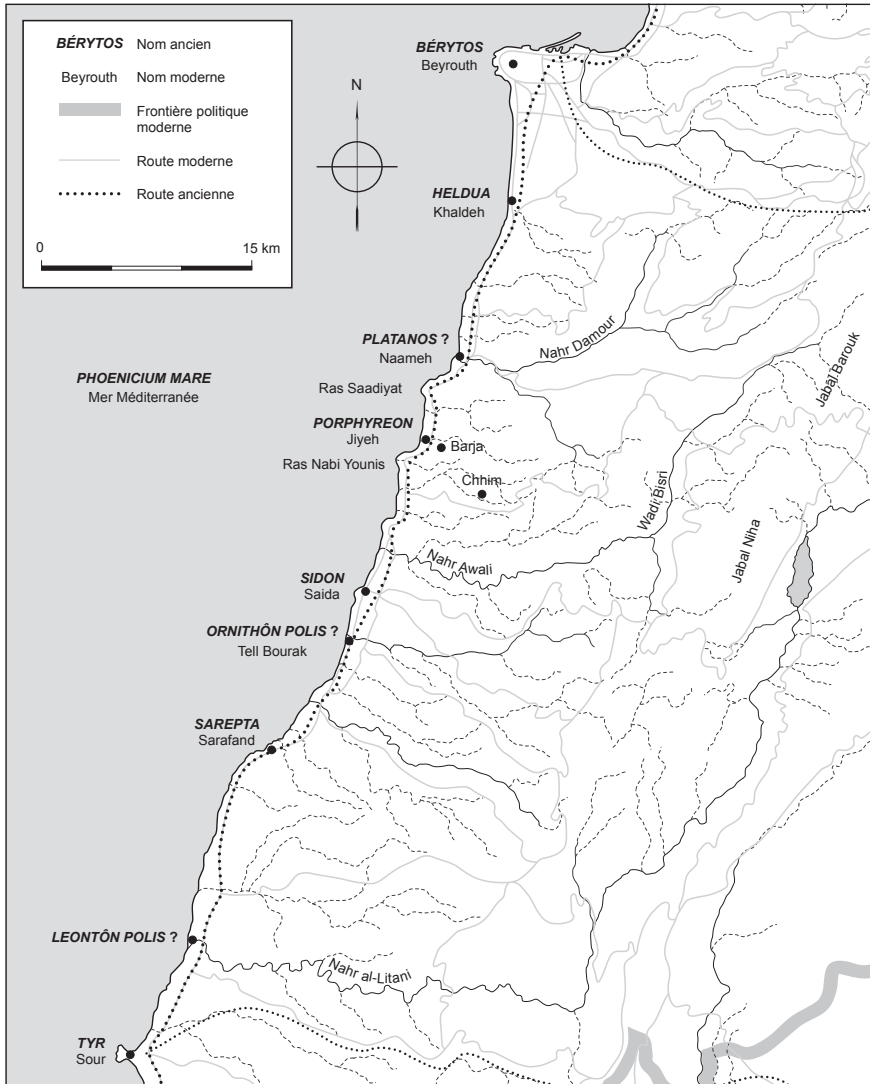 BÉRYTOS Nom ancien
Beyrouth Nom moderne
Frontière politique
moderne
Route moderne
Route ancienne
0 15 km
N
BÉRYTOS
Beyrouth
HELDUA
Khaldeh
PLATANOS ?
Naameh
Nahr Damour
Jabal Barouk
PHOENICIUM MARE
Mer Méditerranée
Ras Saadiyat
PORPHYREON
Jiyeh
Barja
Ras Nabi Younis
Chhim
Wadi Bisri
Jabal Niha
Nahr Awali
SIDON
Saida
ORNITHÔN POLIS ?
Tell Bourak
SAREPTA
Sarafand
LEONTÔN POLIS ?
Nahr al-Litani
TYR
Sour